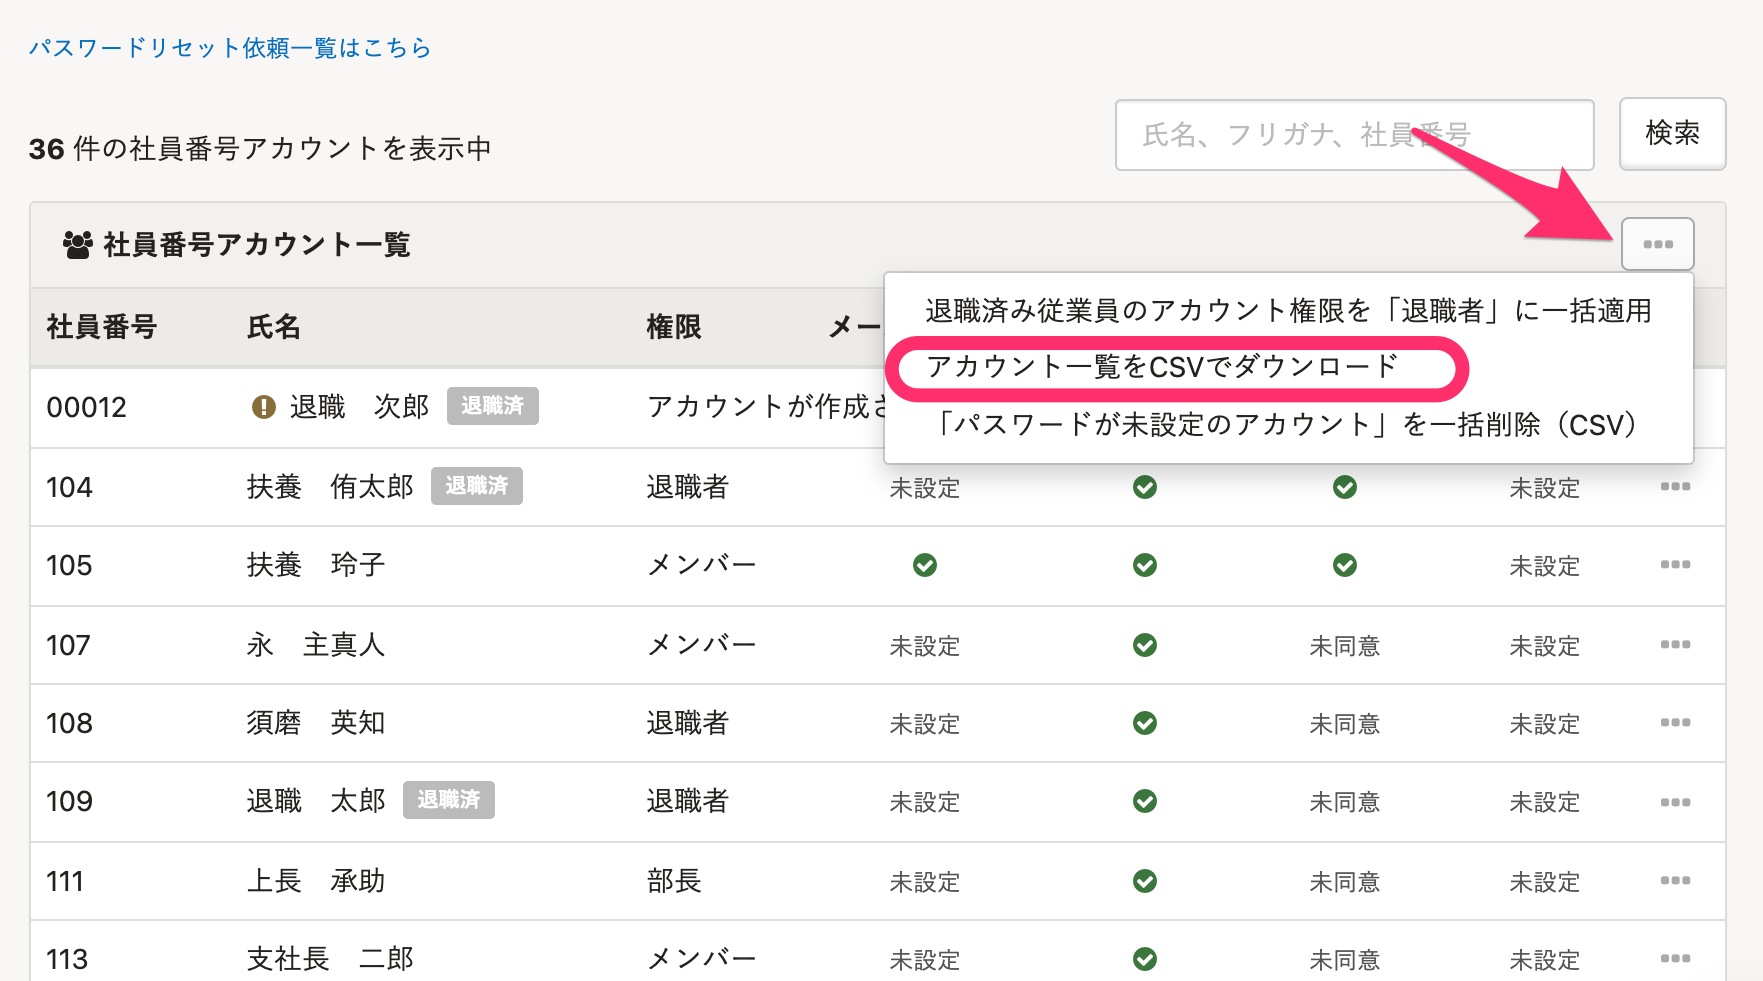 パスワードリセット依頼一覧はこちら
36 件の社員番号アカウントを表示中
氏名、フリガナ、社員番号
検索
社員番号アカウント一覧
退職済み従業員のアカウント権限を「退職者」に一括適用
アカウント一覧をCSVでダウンロード
「パスワードが未設定のアカウント」を一括削除（CSV）
社員番号 氏名 権限 メー
00012 退職　次郎 退職済 アカウントが作成さ
104 扶養　侑太郎 退職済 退職者 未設定 未設定
105 扶養　玲子 メンバー 未設定
107 永　主真人 メンバー 未設定 未同意 未設定
108 須磨　英知 退職者 未設定 未同意 未設定
109 退職　太郎 退職済 退職者 未設定 未同意 未設定
111 上長　承助 部長 未設定 未同意 未設定
113 支社長　二郎 メンバー 未設定 未同意 未設定